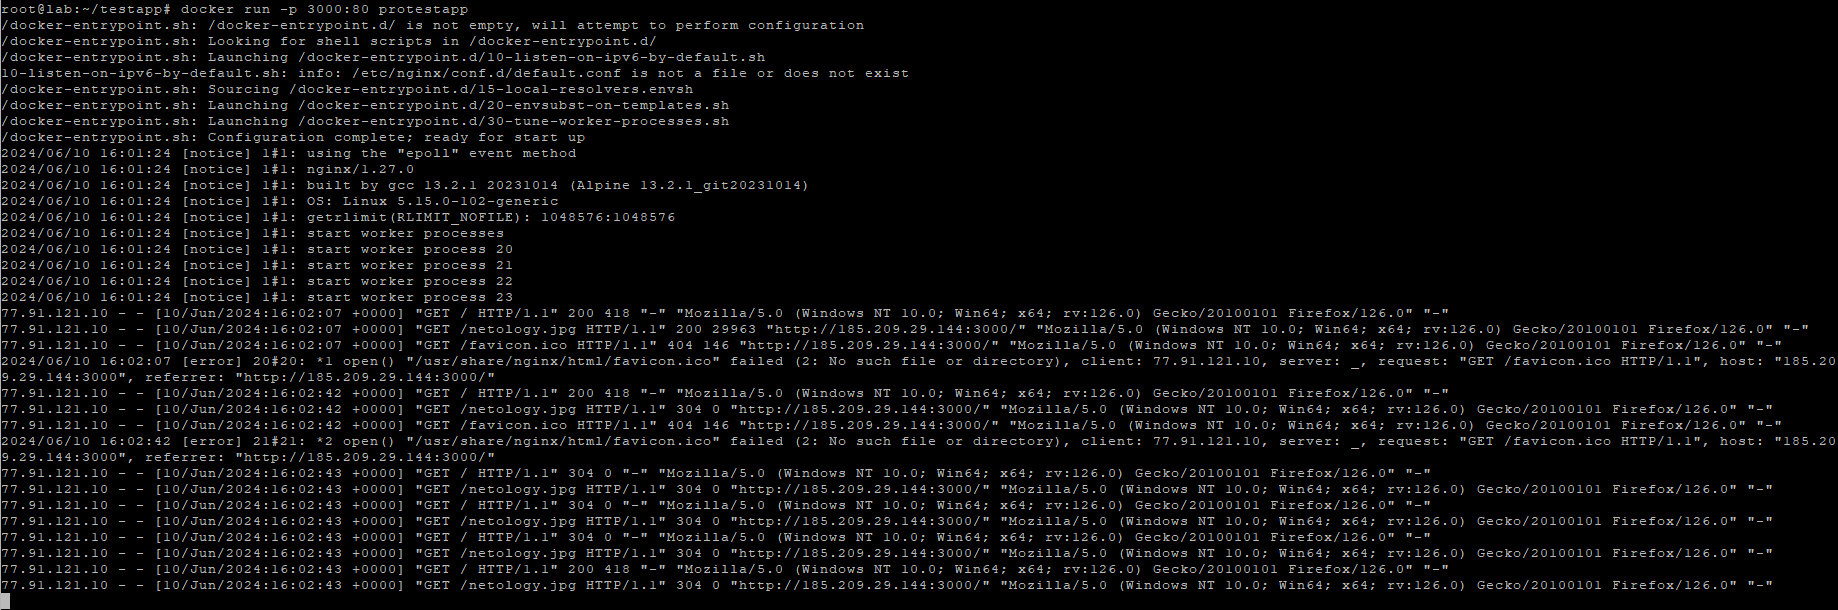 root@lab:~/testapp# docker run -p 3000:80 protestapp
/docker-entrypoint.sh: /docker-entrypoint.d/ is not empty, will attempt to perform configuration
/docker-entrypoint.sh: Looking for shell scripts in /docker-entrypoint.d/
/docker-entrypoint.sh: Launching /docker-entrypoint.d/10-listen-on-ipv6-by-default.sh
10-listen-on-ipv6-by-default.sh: info: /etc/nginx/conf.d/default.conf is not a file or does not exist
/docker-entrypoint.sh: Sourcing /docker-entrypoint.d/15-local-resolvers.envsh
/docker-entrypoint.sh: Launching /docker-entrypoint.d/20-envsubst-on-templates.sh
/docker-entrypoint.sh: Launching /docker-entrypoint.d/30-tune-worker-processes.sh
/docker-entrypoint.sh: Configuration complete; ready for start up
2024/06/10 16:01:24 [notice] 1#1: using the "epoll" event method
2024/06/10 16:01:24 [notice] 1#1: nginx/1.27.0
2024/06/10 16:01:24 [notice] 1#1: built by gcc 13.2.1 20231014 (Alpine 13.2.1_git20231014)
2024/06/10 16:01:24 [notice] 1#1: OS: Linux 5.15.0-102-generic
2024/06/10 16:01:24 [notice] 1#1: getrlimit(RLIMIT_NOFILE): 1048576:1048576
2024/06/10 16:01:24 [notice] 1#1: start worker processes
2024/06/10 16:01:24 [notice] 1#1: start worker process 20
2024/06/10 16:01:24 [notice] 1#1: start worker process 21
2024/06/10 16:01:24 [notice] 1#1: start worker process 22
2024/06/10 16:01:24 [notice] 1#1: start worker process 23
77.91.121.10 - - [10/Jun/2024:16:02:07 +0000] "GET / HTTP/1.1" 200 418 "-" "Mozilla/5.0 (Windows NT 10.0; Win64; x64; rv:126.0) Gecko/20100101 Firefox/126.0" "-"
77.91.121.10 - - [10/Jun/2024:16:02:07 +0000] "GET /netology.jpg HTTP/1.1" 200 29963 "http://185.209.29.144:3000/" "Mozilla/5.0 (Windows NT 10.0; Win64; x64; rv:126.0) Gecko/20100101 Firefox/126.0" "-"
77.91.121.10 - - [10/Jun/2024:16:02:07 +0000] "GET /favicon.ico HTTP/1.1" 404 146 "http://185.209.29.144:3000/" "Mozilla/5.0 (Windows NT 10.0; Win64; x64; rv:126.0) Gecko/20100101 Firefox/126.0" "-"
2024/06/10 16:02:07 [error] 20#20: *1 open() "/usr/share/nginx/html/favicon.ico" failed (2: No such file or directory), client: 77.91.121.10, server: _, request: "GET /favicon.ico HTTP/1.1", host: "185.20
9.29.144:3000", referrer: "http://185.209.29.144:3000/"
77.91.121.10 - - [10/Jun/2024:16:02:42 +0000] "GET / HTTP/1.1" 200 418 "-" "Mozilla/5.0 (Windows NT 10.0; Win64; x64; rv:126.0) Gecko/20100101 Firefox/126.0" "-"
77.91.121.10 - - [10/Jun/2024:16:02:42 +0000] "GET /netology.jpg HTTP/1.1" 304 0 "http://185.209.29.144:3000/" "Mozilla/5.0 (Windows NT 10.0; Win64; x64; rv:126.0) Gecko/20100101 Firefox/126.0" "-"
77.91.121.10 - - [10/Jun/2024:16:02:42 +0000] "GET /favicon.ico HTTP/1.1" 404 146 "http://185.209.29.144:3000/" "Mozilla/5.0 (Windows NT 10.0; Win64; x64; rv:126.0) Gecko/20100101 Firefox/126.0" "-"
2024/06/10 16:02:42 [error] 21#21: *2 open() "/usr/share/nginx/html/favicon.ico" failed (2: No such file or directory), client: 77.91.121.10, server: _, request: "GET /favicon.ico HTTP/1.1", host: "185.20
9.29.144:3000", referrer: "http://185.209.29.144:3000/"
77.91.121.10 - - [10/Jun/2024:16:02:43 +0000] "GET / HTTP/1.1" 304 0 "-" "Mozilla/5.0 (Windows NT 10.0; Win64; x64; rv:126.0) Gecko/20100101 Firefox/126.0" "-"
77.91.121.10 - - [10/Jun/2024:16:02:43 +0000] "GET /netology.jpg HTTP/1.1" 304 0 "http://185.209.29.144:3000/" "Mozilla/5.0 (Windows NT 10.0; Win64; x64; rv:126.0) Gecko/20100101 Firefox/126.0" "-"
77.91.121.10 - - [10/Jun/2024:16:02:43 +0000] "GET / HTTP/1.1" 304 0 "-" "Mozilla/5.0 (Windows NT 10.0; Win64; x64; rv:126.0) Gecko/20100101 Firefox/126.0" "-"
77.91.121.10 - - [10/Jun/2024:16:02:43 +0000] "GET /netology.jpg HTTP/1.1" 304 0 "http://185.209.29.144:3000/" "Mozilla/5.0 (Windows NT 10.0; Win64; x64; rv:126.0) Gecko/20100101 Firefox/126.0" "-"
77.91.121.10 - - [10/Jun/2024:16:02:43 +0000] "GET / HTTP/1.1" 304 0 "-" "Mozilla/5.0 (Windows NT 10.0; Win64; x64; rv:126.0) Gecko/20100101 Firefox/126.0" "-"
77.91.121.10 - - [10/Jun/2024:16:02:43 +0000] "GET /netology.jpg HTTP/1.1" 304 0 "http://185.209.29.144:3000/" "Mozilla/5.0 (Windows NT 10.0; Win64; x64; rv:126.0) Gecko/20100101 Firefox/126.0" "-"
77.91.121.10 - - [10/Jun/2024:16:02:43 +0000] "GET / HTTP/1.1" 200 418 "-" "Mozilla/5.0 (Windows NT 10.0; Win64; x64; rv:126.0) Gecko/20100101 Firefox/126.0" "-"
77.91.121.10 - - [10/Jun/2024:16:02:43 +0000] "GET /netology.jpg HTTP/1.1" 304 0 "http://185.209.29.144:3000/" "Mozilla/5.0 (Windows NT 10.0; Win64; x64; rv:126.0) Gecko/20100101 Firefox/126.0" "-"